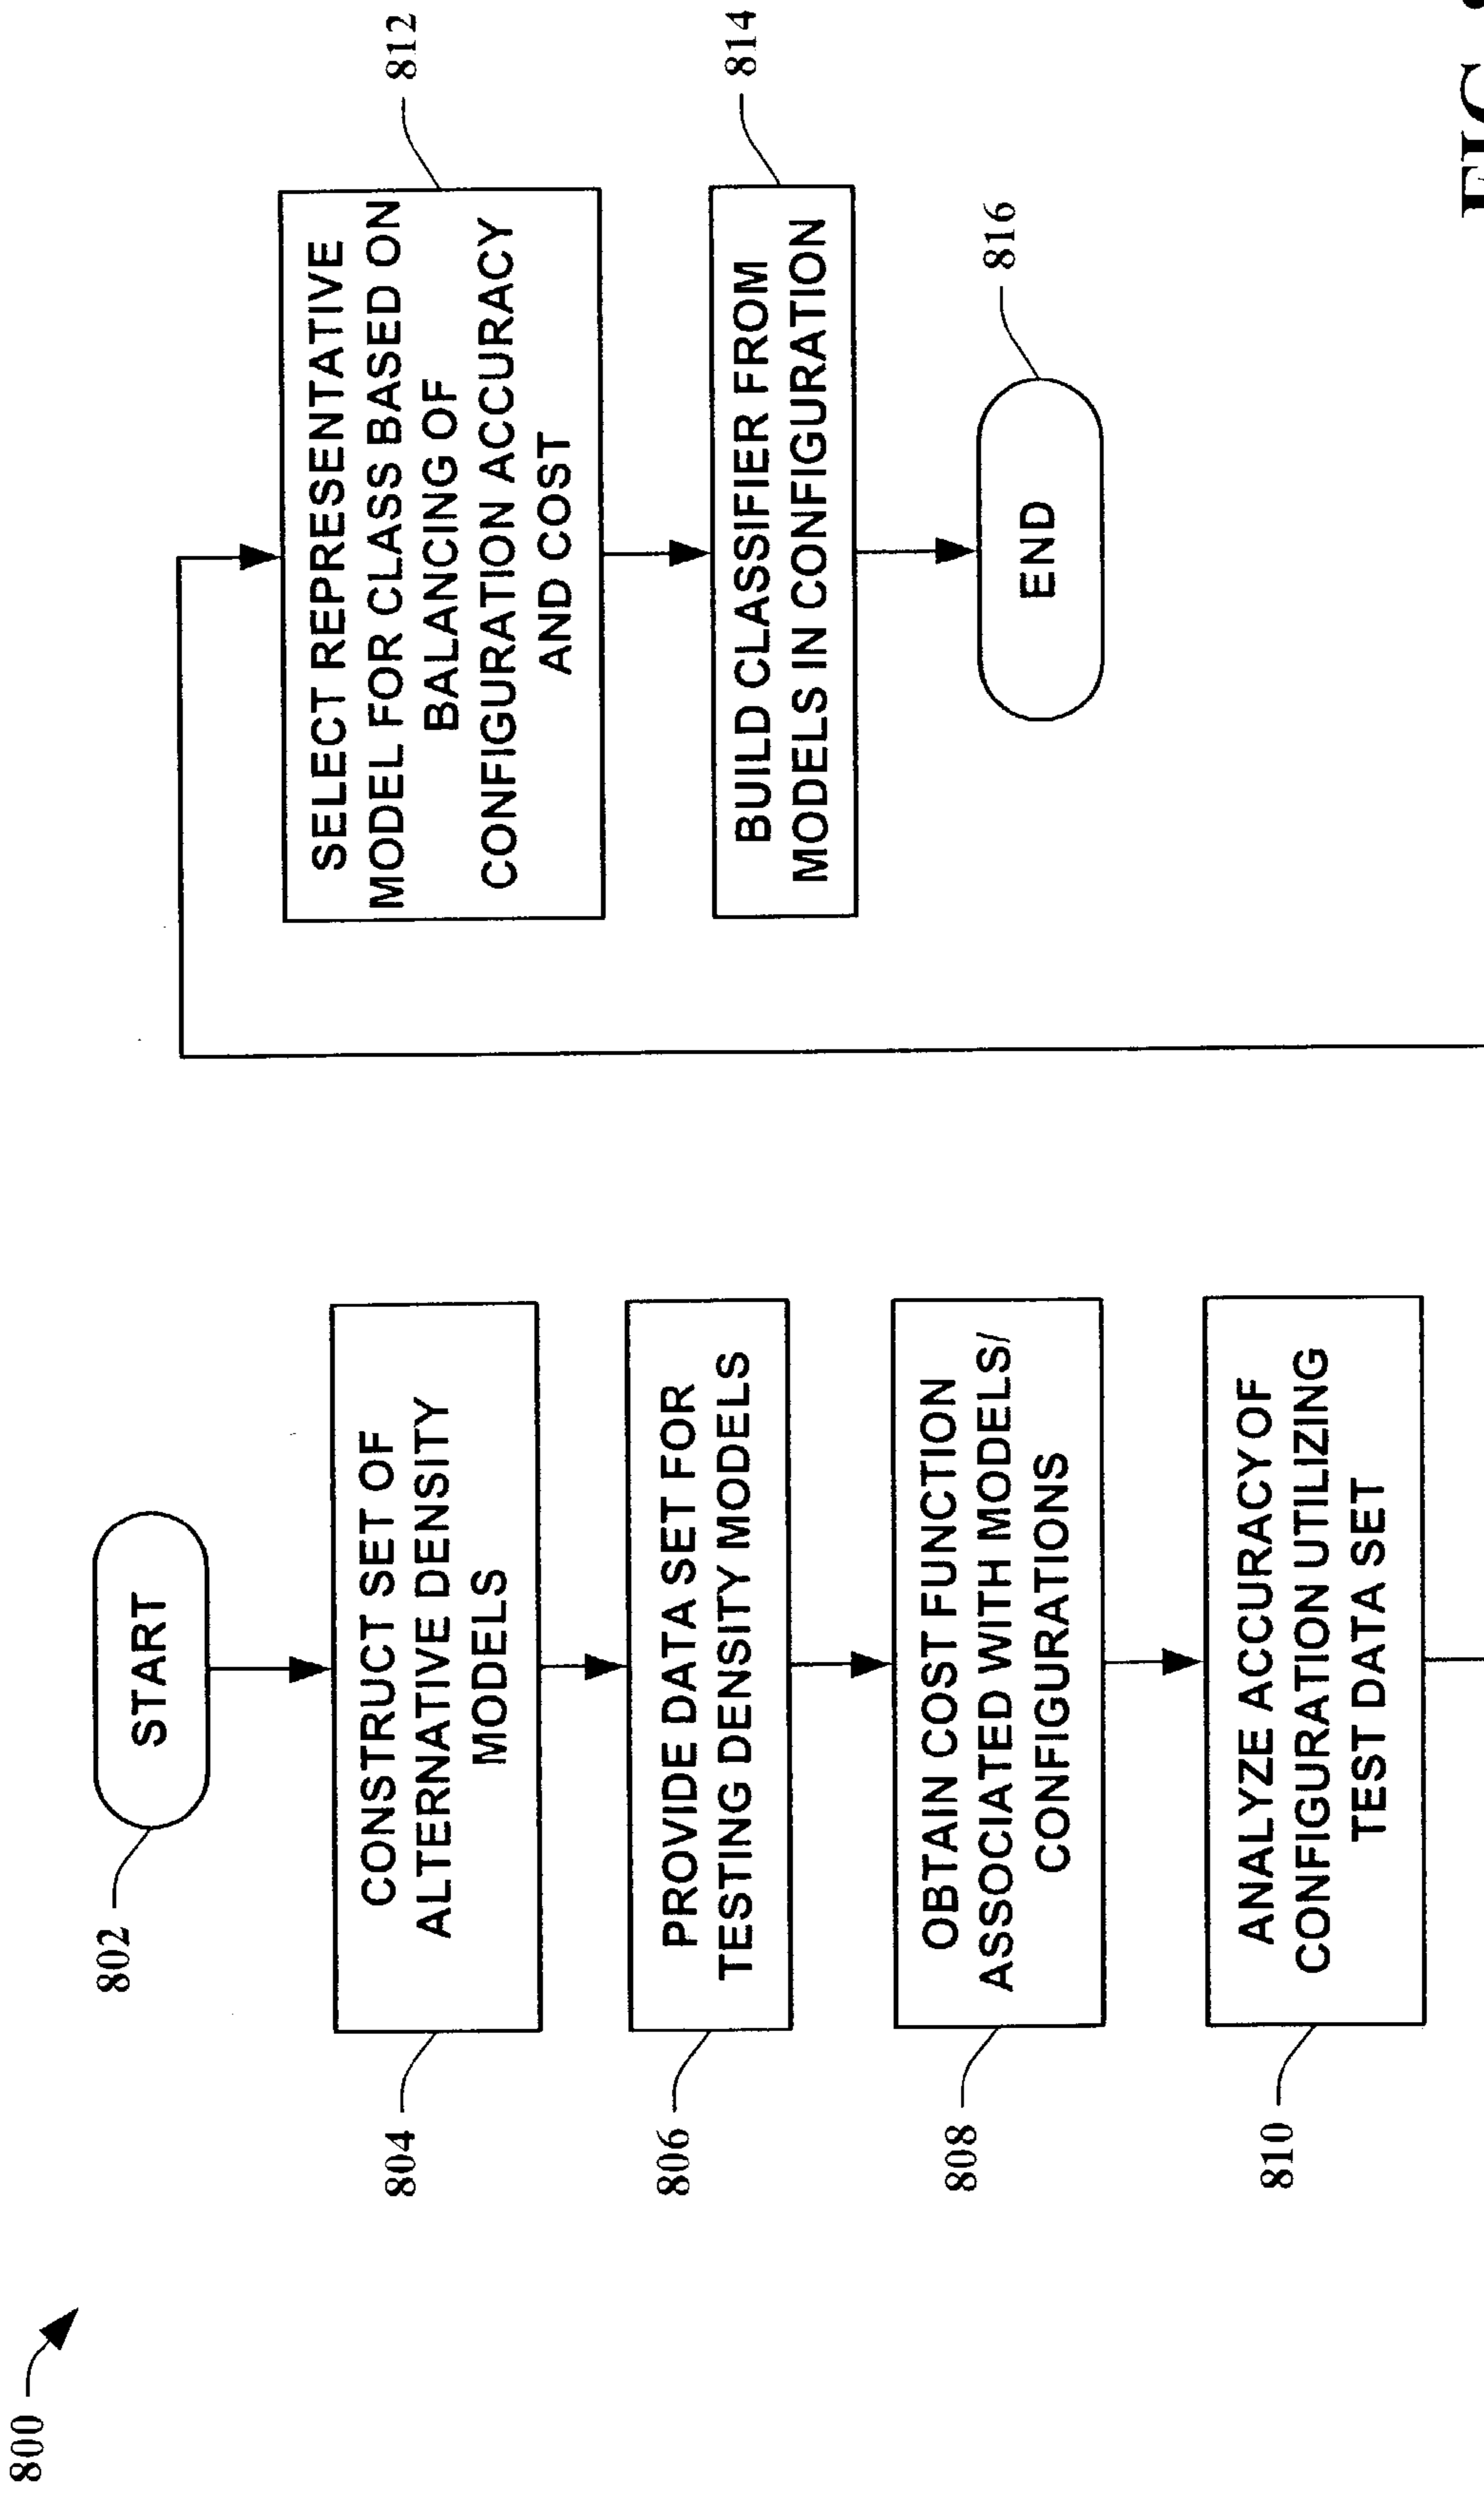 800
802
START
804
CONSTRUCT SET OF
ALTERNATIVE DENSITY
MODELS
806
PROVIDE DATA SET FOR
TESTING DENSITY MODELS
808
OBTAIN COST FUNCTION
ASSOCIATED WITH MODELS/
CONFIGURATIONS
810
ANALYZE ACCURACY OF
CONFIGURATION UTILIZING
TEST DATA SET
812
SELECT REPRESENTATIVE
MODEL FOR CLASS BASED ON
BALANCING OF
CONFIGURATION ACCURACY
AND COST
814
BUILD CLASSIFIER FROM
MODELS IN CONFIGURATION
816
END